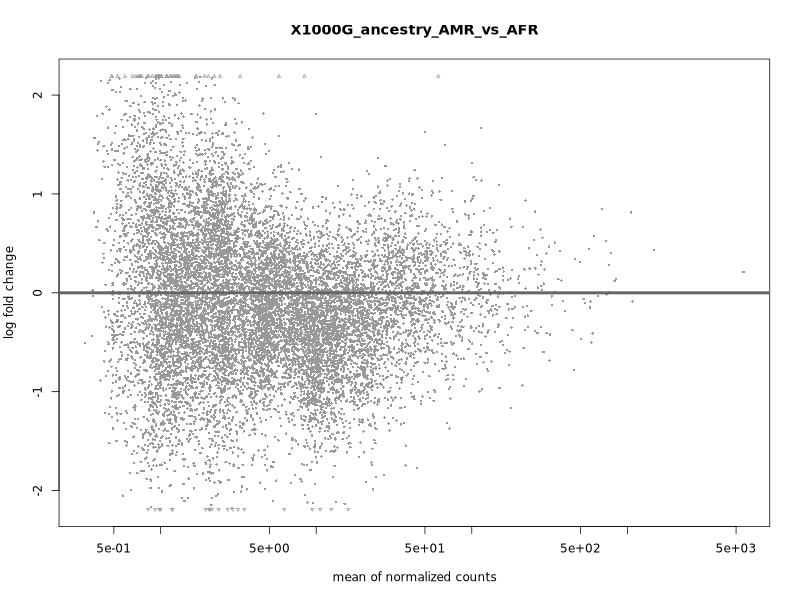 X1000G_ancestry_AMR_vs_AFR
log fold change
2
1
0
-1
-2
5e-01 5e+00 5e+01 5e+02 5e+03
mean of normalized counts